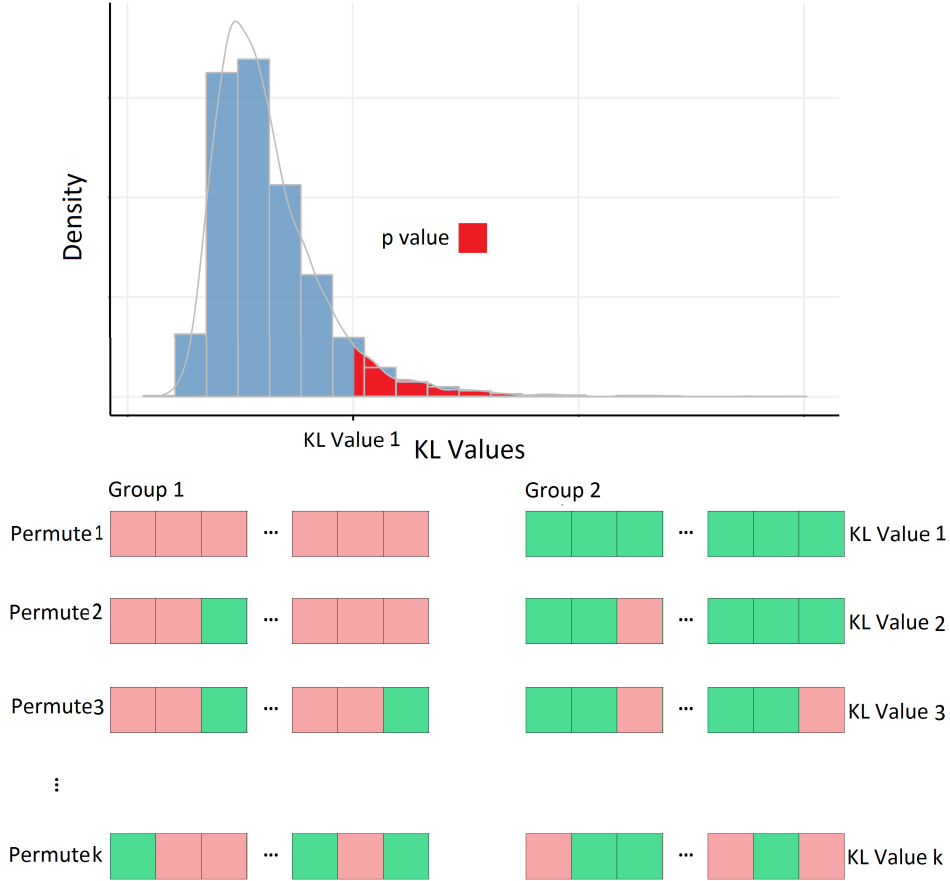 Density
p value
KL Value 1
KL Values
Group 1
Group 2
Permute1
...
...
KL Value 1
Permute2
...
...
KL Value 2
Permute3
...
...
KL Value 3
...
Permutek
...
...
KL Value k